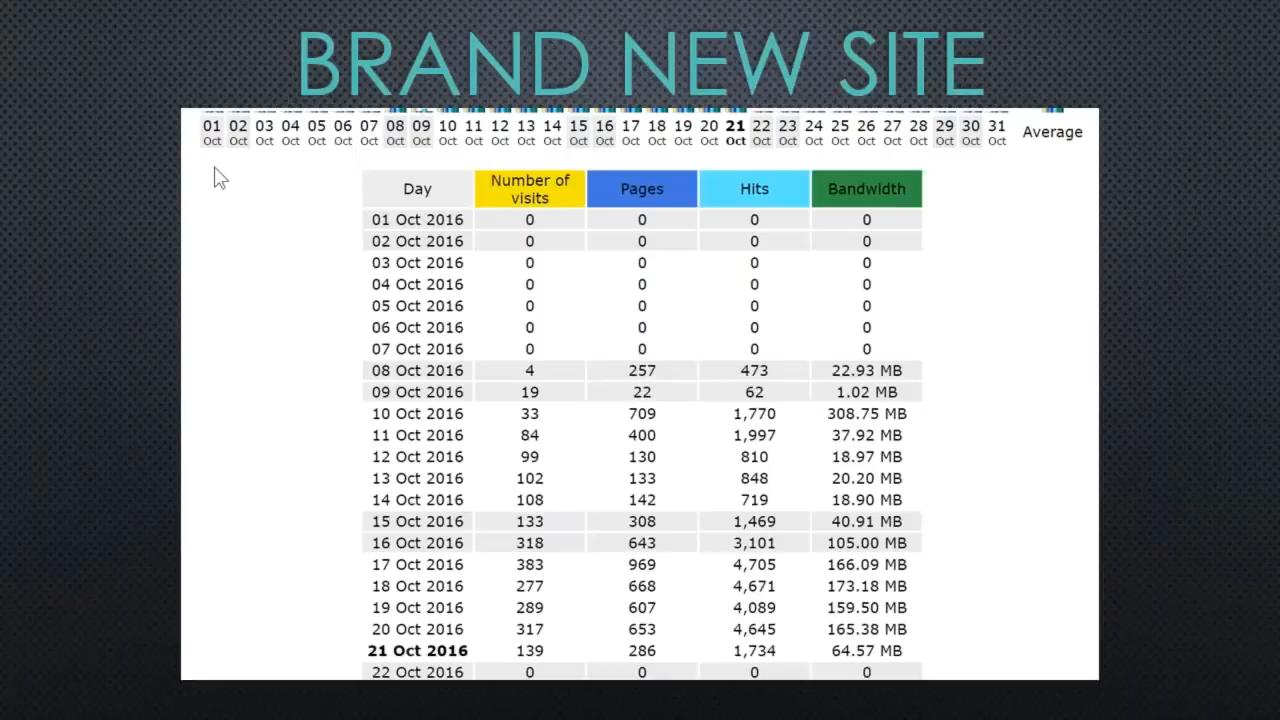 BRAND NEW SITE
01 02 03 04 05 06 07 08 09 10 11 12 13 14 15 16 17 18 19 20 21 22 23 24 25 26 27 28 29 30 31 Average
Oct Oct Oct Oct Oct Oct Oct Oct Oct Oct Oct Oct Oct Oct Oct Oct Oct Oct Oct Oct Oct Oct Oct Oct Oct Oct Oct Oct Oct Oct Oct
Day Number of visits Pages Hits Bandwidth
01 Oct 2016 0 0 0 0
02 Oct 2016 0 0 0 0
03 Oct 2016 0 0 0 0
04 Oct 2016 0 0 0 0
05 Oct 2016 0 0 0 0
06 Oct 2016 0 0 0 0
07 Oct 2016 0 0 0 0
08 Oct 2016 4 257 473 22.93 MB
09 Oct 2016 19 22 62 1.02 MB
10 Oct 2016 33 709 1,770 308.75 MB
11 Oct 2016 84 400 1,997 37.92 MB
12 Oct 2016 99 130 810 18.97 MB
13 Oct 2016 102 133 848 20.20 MB
14 Oct 2016 108 142 719 18.90 MB
15 Oct 2016 133 308 1,469 40.91 MB
16 Oct 2016 318 643 3,101 105.00 MB
17 Oct 2016 383 969 4,705 166.09 MB
18 Oct 2016 277 668 4,671 173.18 MB
19 Oct 2016 289 607 4,089 159.50 MB
20 Oct 2016 317 653 4,645 165.38 MB
21 Oct 2016 139 286 1,734 64.57 MB
22 Oct 2016 0 0 0 0